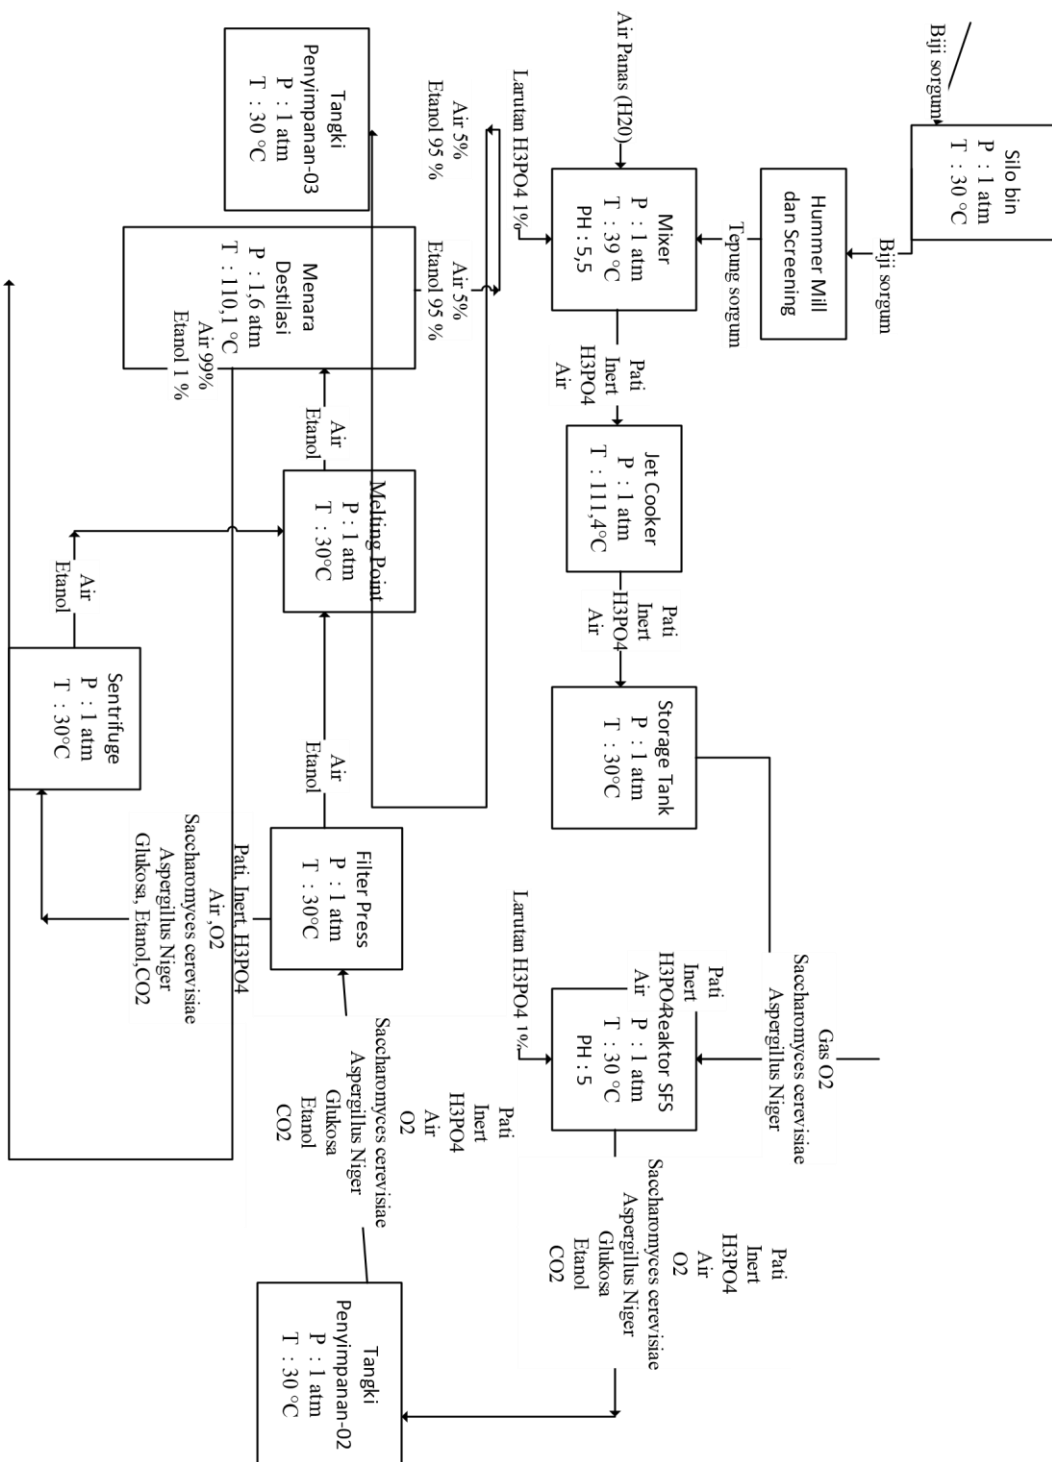 Biji sorgum
Silo bin
P : 1 atm
T : 30 °C
Biji sorgum
Hummer Mill
dan Screening
Tepung sorgum
Air Panas (H20)
Larutan H3PO4 1%
Mixer
P : 1 atm
T : 39 °C
PH : 5,5
Pati
Inert
H3PO4
Air
Jet Cooker
P : 1 atm
T : 111,4°C
Pati
Inert
H3PO4
Air
Storage Tank
P : 1 atm
T : 30°C
Gas O2
Saccharomyces cerevisiae
Aspergillus Niger
Pati
Inert
H3PO4
Air
Larutan H3PO4 1%
Reaktor SFS
P : 1 atm
T : 30 °C
PH : 5
Pati
Inert
H3PO4
Air
O2
Saccharomyces cerevisiae
Aspergillus Niger
Glukosa
Etanol
CO2
Tangki
Penyimpanan-02
P : 1 atm
T : 30 °C
Pati
Inert
H3PO4
Air
O2
Saccharomyces cerevisiae
Aspergillus Niger
Glukosa
Etanol
CO2
Filter Press
P : 1 atm
T : 30°C
Pati, Inert, H3PO4
Air ,O2
Saccharomyces cerevisiae
Aspergillus Niger
Glukosa, Etanol,CO2
Air
Etanol
Sentrifuge
P : 1 atm
T : 30°C
Air
Etanol
Melting Point
P : 1 atm
T : 30°C
Air
Etanol
Menara
Destilasi
P : 1,6 atm
T : 110,1 °C
Air 99%
Etanol 1 %
Air 5%
Etanol 95 %
Air 5%
Etanol 95 %
Tangki
Penyimpanan-03
P : 1 atm
T : 30 °C